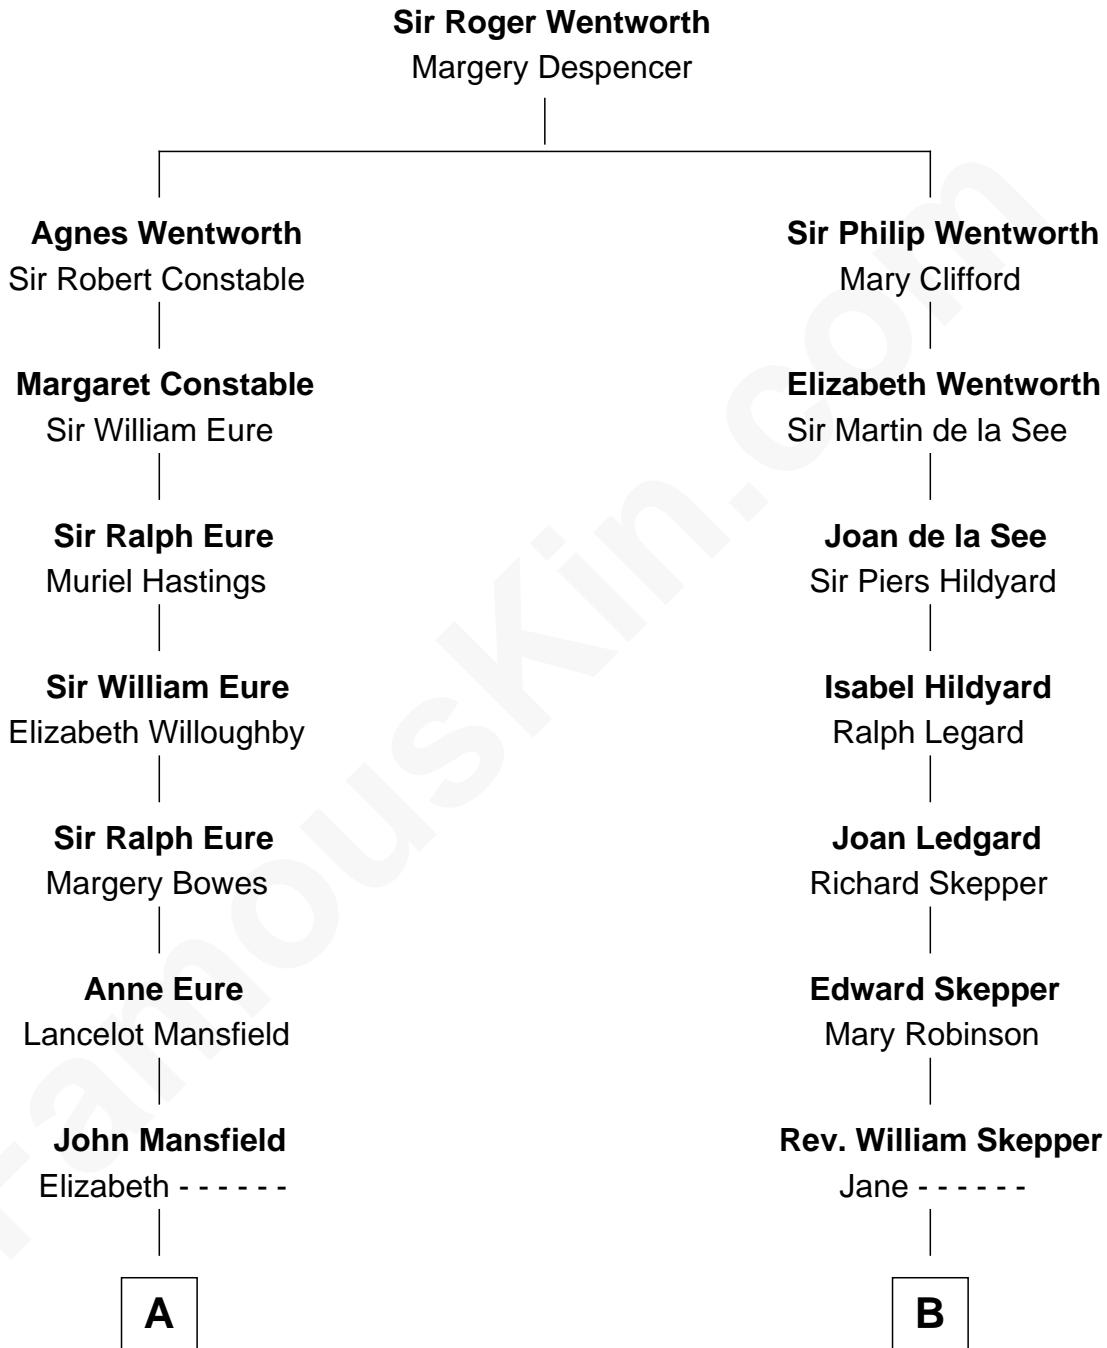 Sir Roger Wentworth
Margery Despencer
Agnes Wentworth
Sir Robert Constable
Sir Philip Wentworth
Mary Clifford
Margaret Constable
Sir William Eure
Elizabeth Wentworth
Sir Martin de la See
Sir Ralph Eure
Muriel Hastings
Joan de la See
Sir Piers Hildyard
Sir William Eure
Elizabeth Willoughby
Isabel Hildyard
Ralph Legard
Sir Ralph Eure
Margery Bowes
Joan Ledgard
Richard Skepper
Anne Eure
Lancelot Mansfield
Edward Skepper
Mary Robinson
John Mansfield
Elizabeth - - - - - -
Rev. William Skepper
Jane - - - - - -
A
B
FamousKin.com